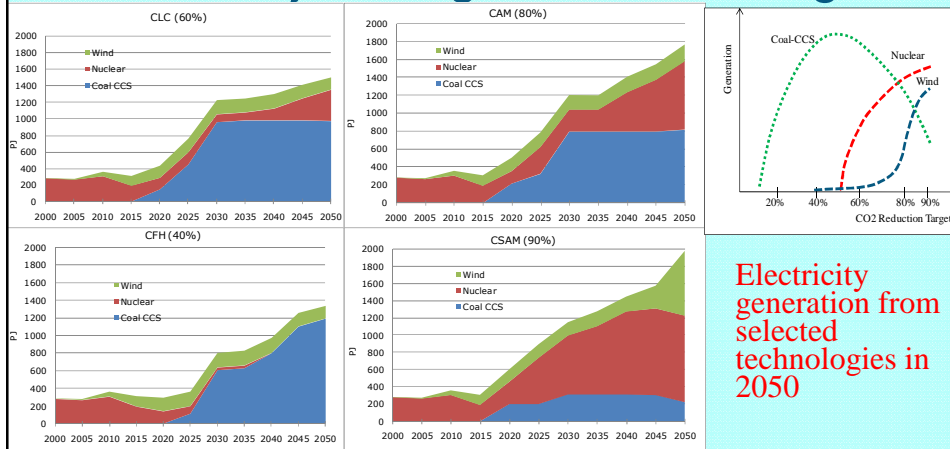 CLC (60%)
2000
1800
1600
1400
1200
1000
800
600
400
200
0
PJ
Wind
Nuclear
Coal CCS
2000 2005 2010 2015 2020 2025 2030 2035 2040 2045 2050
CAM (80%)
2000
1800
1600
1400
1200
1000
800
600
400
200
0
PJ
Wind
Nuclear
Coal CCS
2000 2005 2010 2015 2020 2025 2030 2035 2040 2045 2050
Generation
Coal-CCS
Nuclear
Wind
20% 40% 60% 80% 90%
CO2 Reduction Target
CFH (40%)
2000
1800
1600
1400
1200
1000
800
600
400
200
0
PJ
Wind
Nuclear
Coal CCS
2000 2005 2010 2015 2020 2025 2030 2035 2040 2045 2050
CSAM (90%)
2000
1800
1600
1400
1200
1000
800
600
400
200
0
PJ
Wind
Nuclear
Coal CCS
2000 2005 2010 2015 2020 2025 2030 2035 2040 2045 2050
Electricity
generation from
selected
technologies in
2050